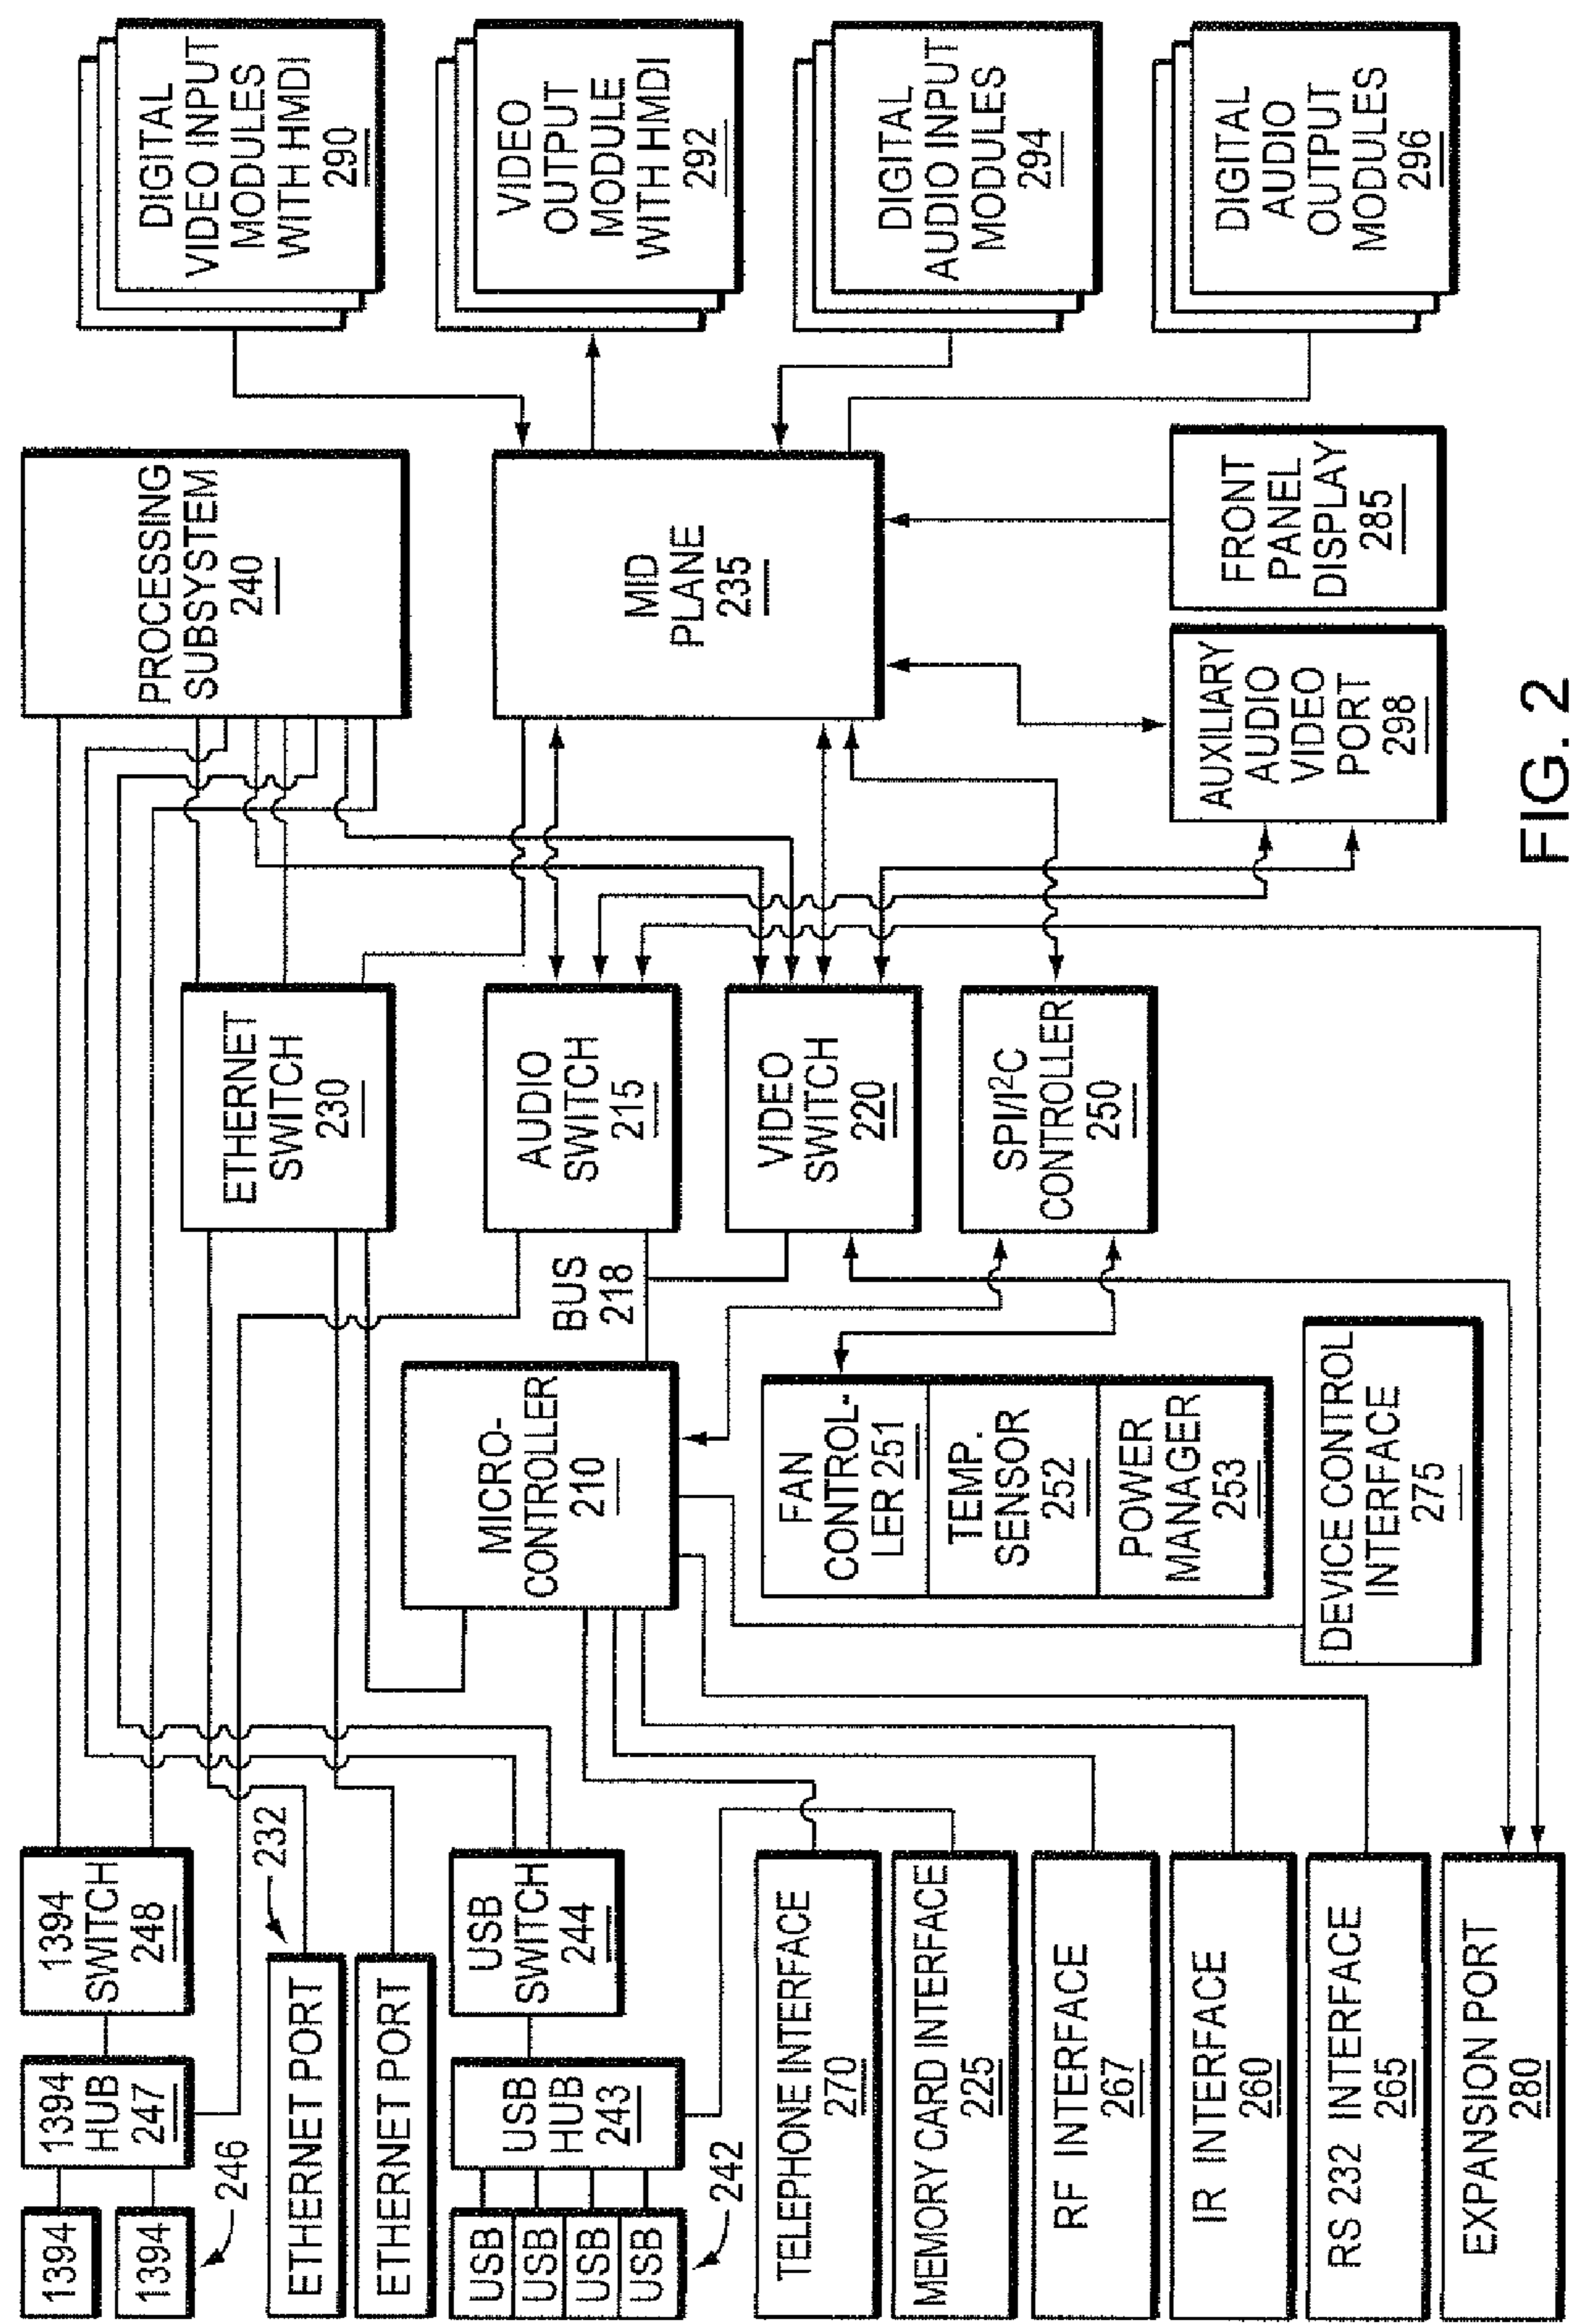 1394
1394
246
1394
HUB
247
1394
SWITCH
248
232
ETHERNET PORT
ETHERNET PORT
USB
USB
USB
USB
242
USB
HUB
243
USB
SWITCH
244
TELEPHONE INTERFACE
270
MEMORY CARD INTERFACE
225
RF INTERFACE
267
IR INTERFACE
260
RS 232 INTERFACE
265
EXPANSION PORT
280
MICRO-
CONTROLLER
210
BUS
218
FAN
CONTROL-
LER 251
TEMP.
SENSOR
252
POWER
MANAGER
253
DEVICE CONTROL
INTERFACE
275
ETHERNET
SWITCH
230
AUDIO
SWITCH
215
VIDEO
SWITCH
220
SPI/I²C
CONTROLLER
250
PROCESSING
SUBSYSTEM
240
MID
PLANE
235
AUXILIARY
AUDIO
VIDEO
PORT
298
FRONT
PANEL
DISPLAY
285
DIGITAL
VIDEO INPUT
MODULES
WITH HMDI
290
VIDEO
OUTPUT
MODULE
WITH HMDI
292
DIGITAL
AUDIO INPUT
MODULES
294
DIGITAL
AUDIO
OUTPUT
MODULES
296
FIG. 2